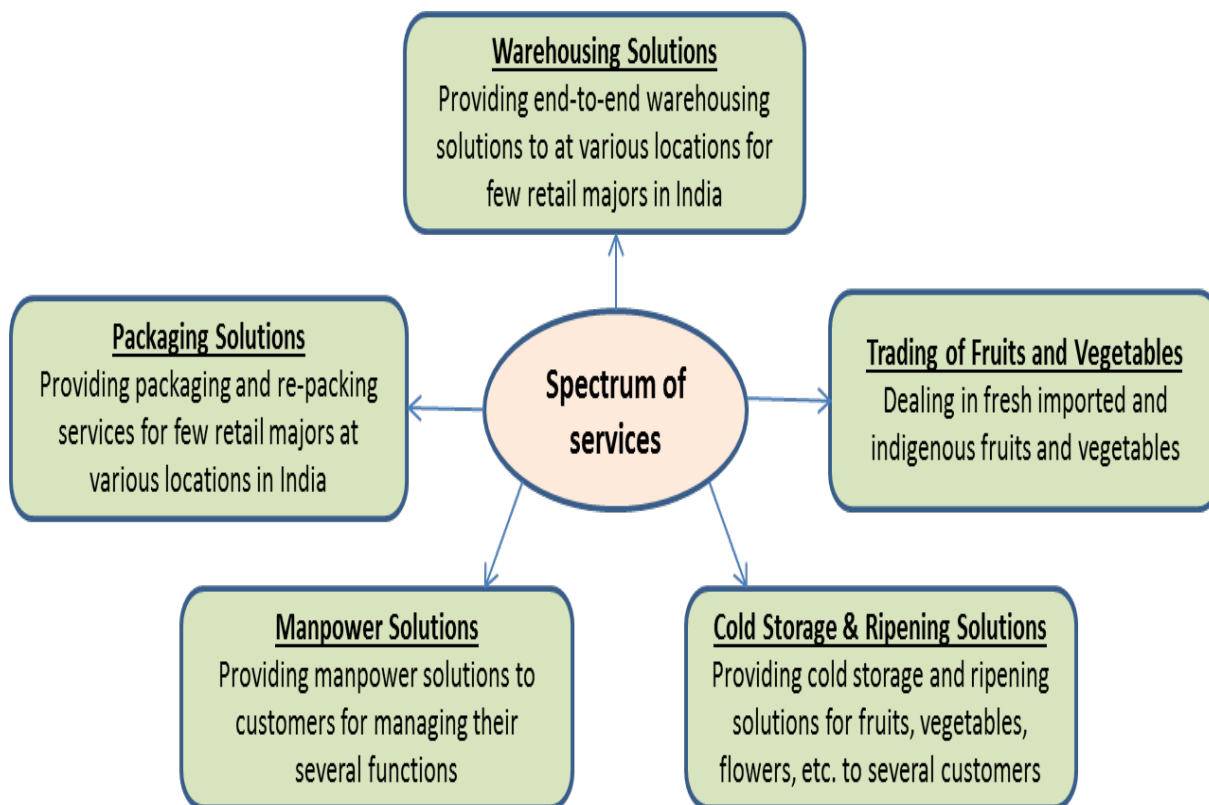 Warehousing Solutions
Providing end-to-end warehousing
solutions to at various locations for
few retail majors in India
Packaging Solutions
Providing packaging and re-packing
services for few retail majors at
various locations in India
Spectrum of
services
Trading of Fruits and Vegetables
Dealing in fresh imported and
indigenous fruits and vegetables
Manpower Solutions
Providing manpower solutions to
customers for managing their
several functions
Cold Storage & Ripening Solutions
Providing cold storage and ripening
solutions for fruits, vegetables,
flowers, etc. to several customers